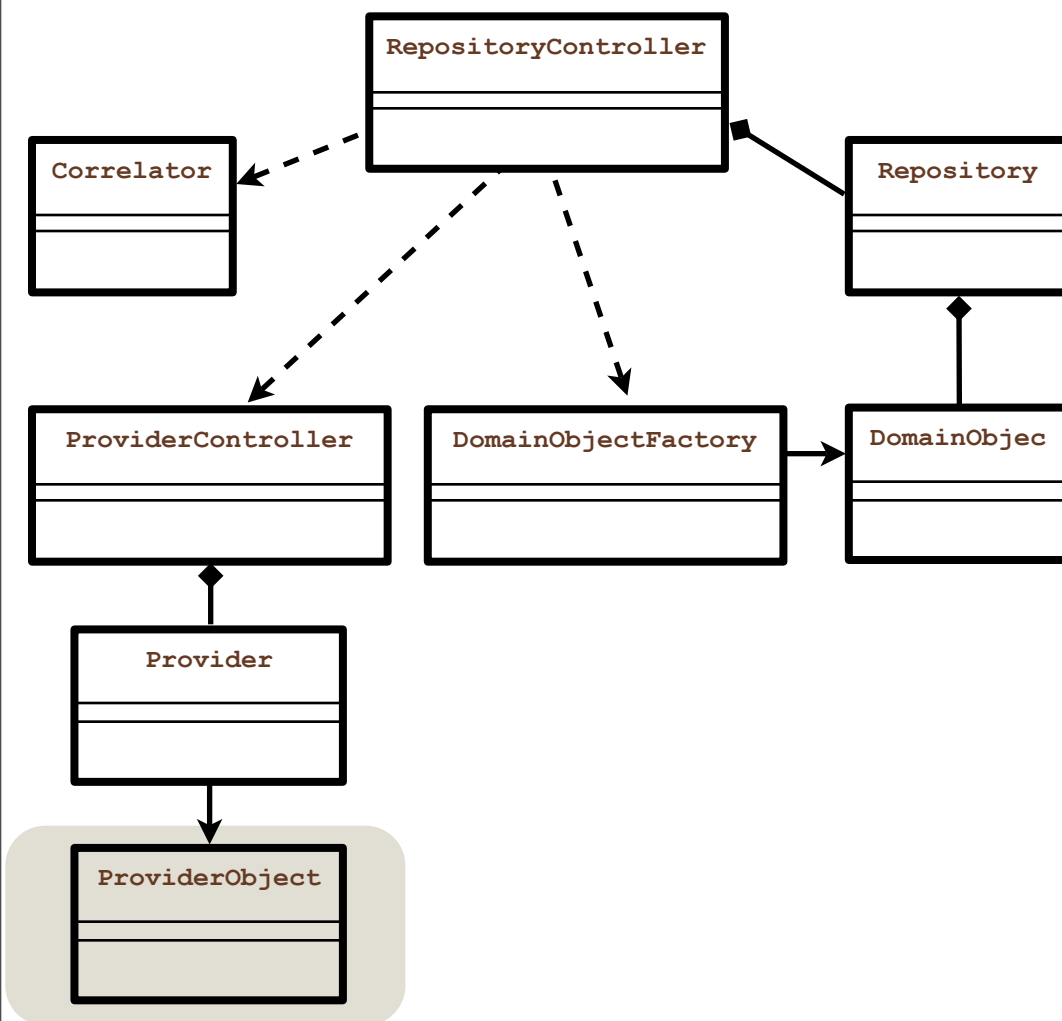 RepositoryController
Correlator
Repository
ProviderController
DomainObjectFactory
DomainObjec
Provider
ProviderObject